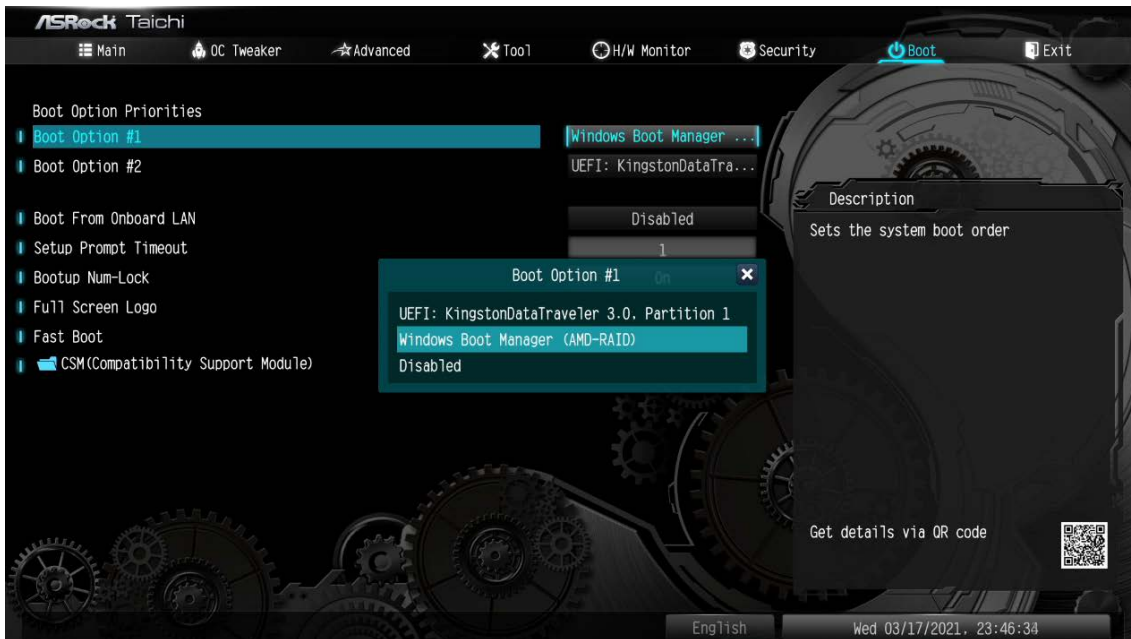 ASRock Taichi
Main OC Tweaker Advanced Tool H/W Monitor Security Boot Exit
Boot Option Priorities
Boot Option #1 Windows Boot Manager ...
Boot Option #2 UEFI: KingstonDataTra...
Boot From Onboard LAN Disabled
Setup Prompt Timeout 1
Bootup Num-Lock On
Full Screen Logo
Fast Boot
CSM(Compatibility Support Module)
Boot Option #1
UEFI: KingstonDataTraveler 3.0, Partition 1
Windows Boot Manager (AMD-RAID)
Disabled
Description
Sets the system boot order
Get details via QR code
English Wed 03/17/2021, 23:46:34